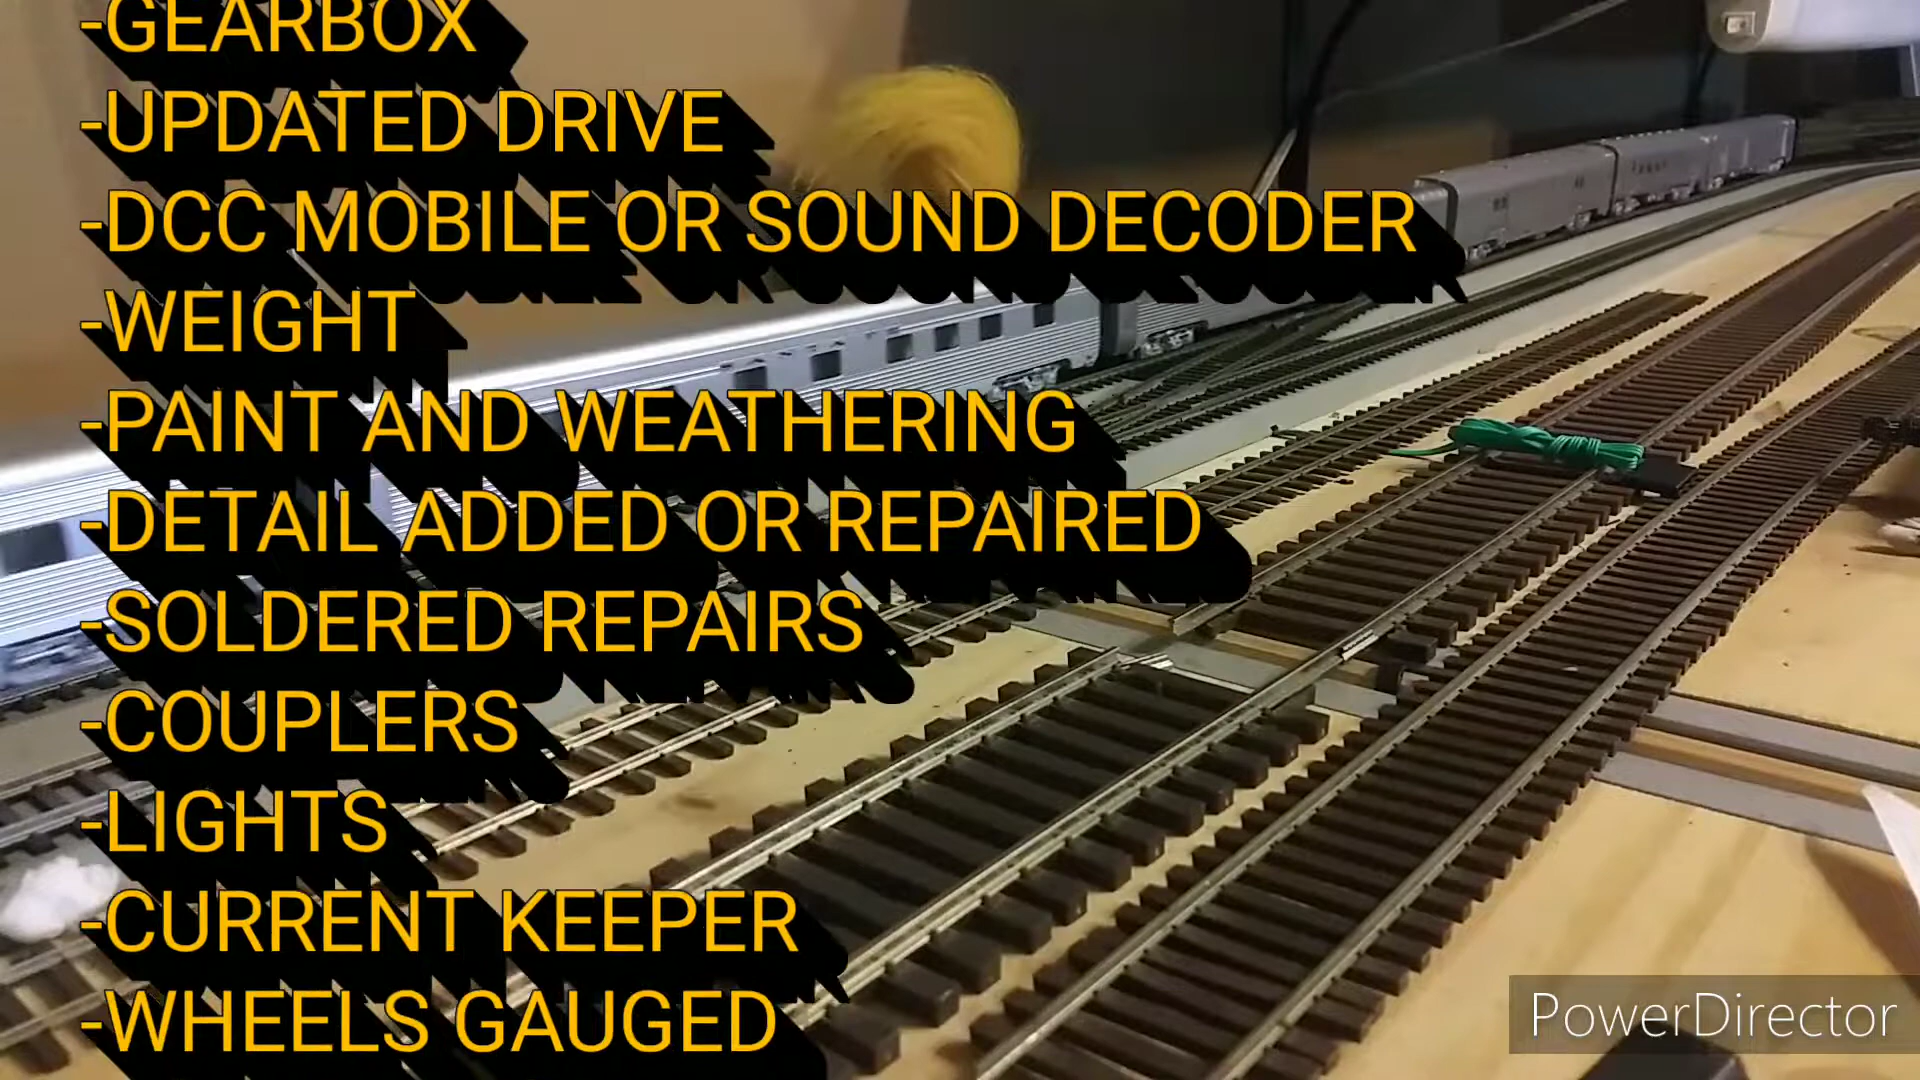 -GEARBOX
-UPDATED DRIVE
-DCC MOBILE OR SOUND DECODER
-WEIGHT
-PAINT AND WEATHERING
-DETAIL ADDED OR REPAIRED
-SOLDERED REPAIRS
-COUPLERS
-LIGHTS
-CURRENT KEEPER
-WHEELS GAUGED
PowerDirector